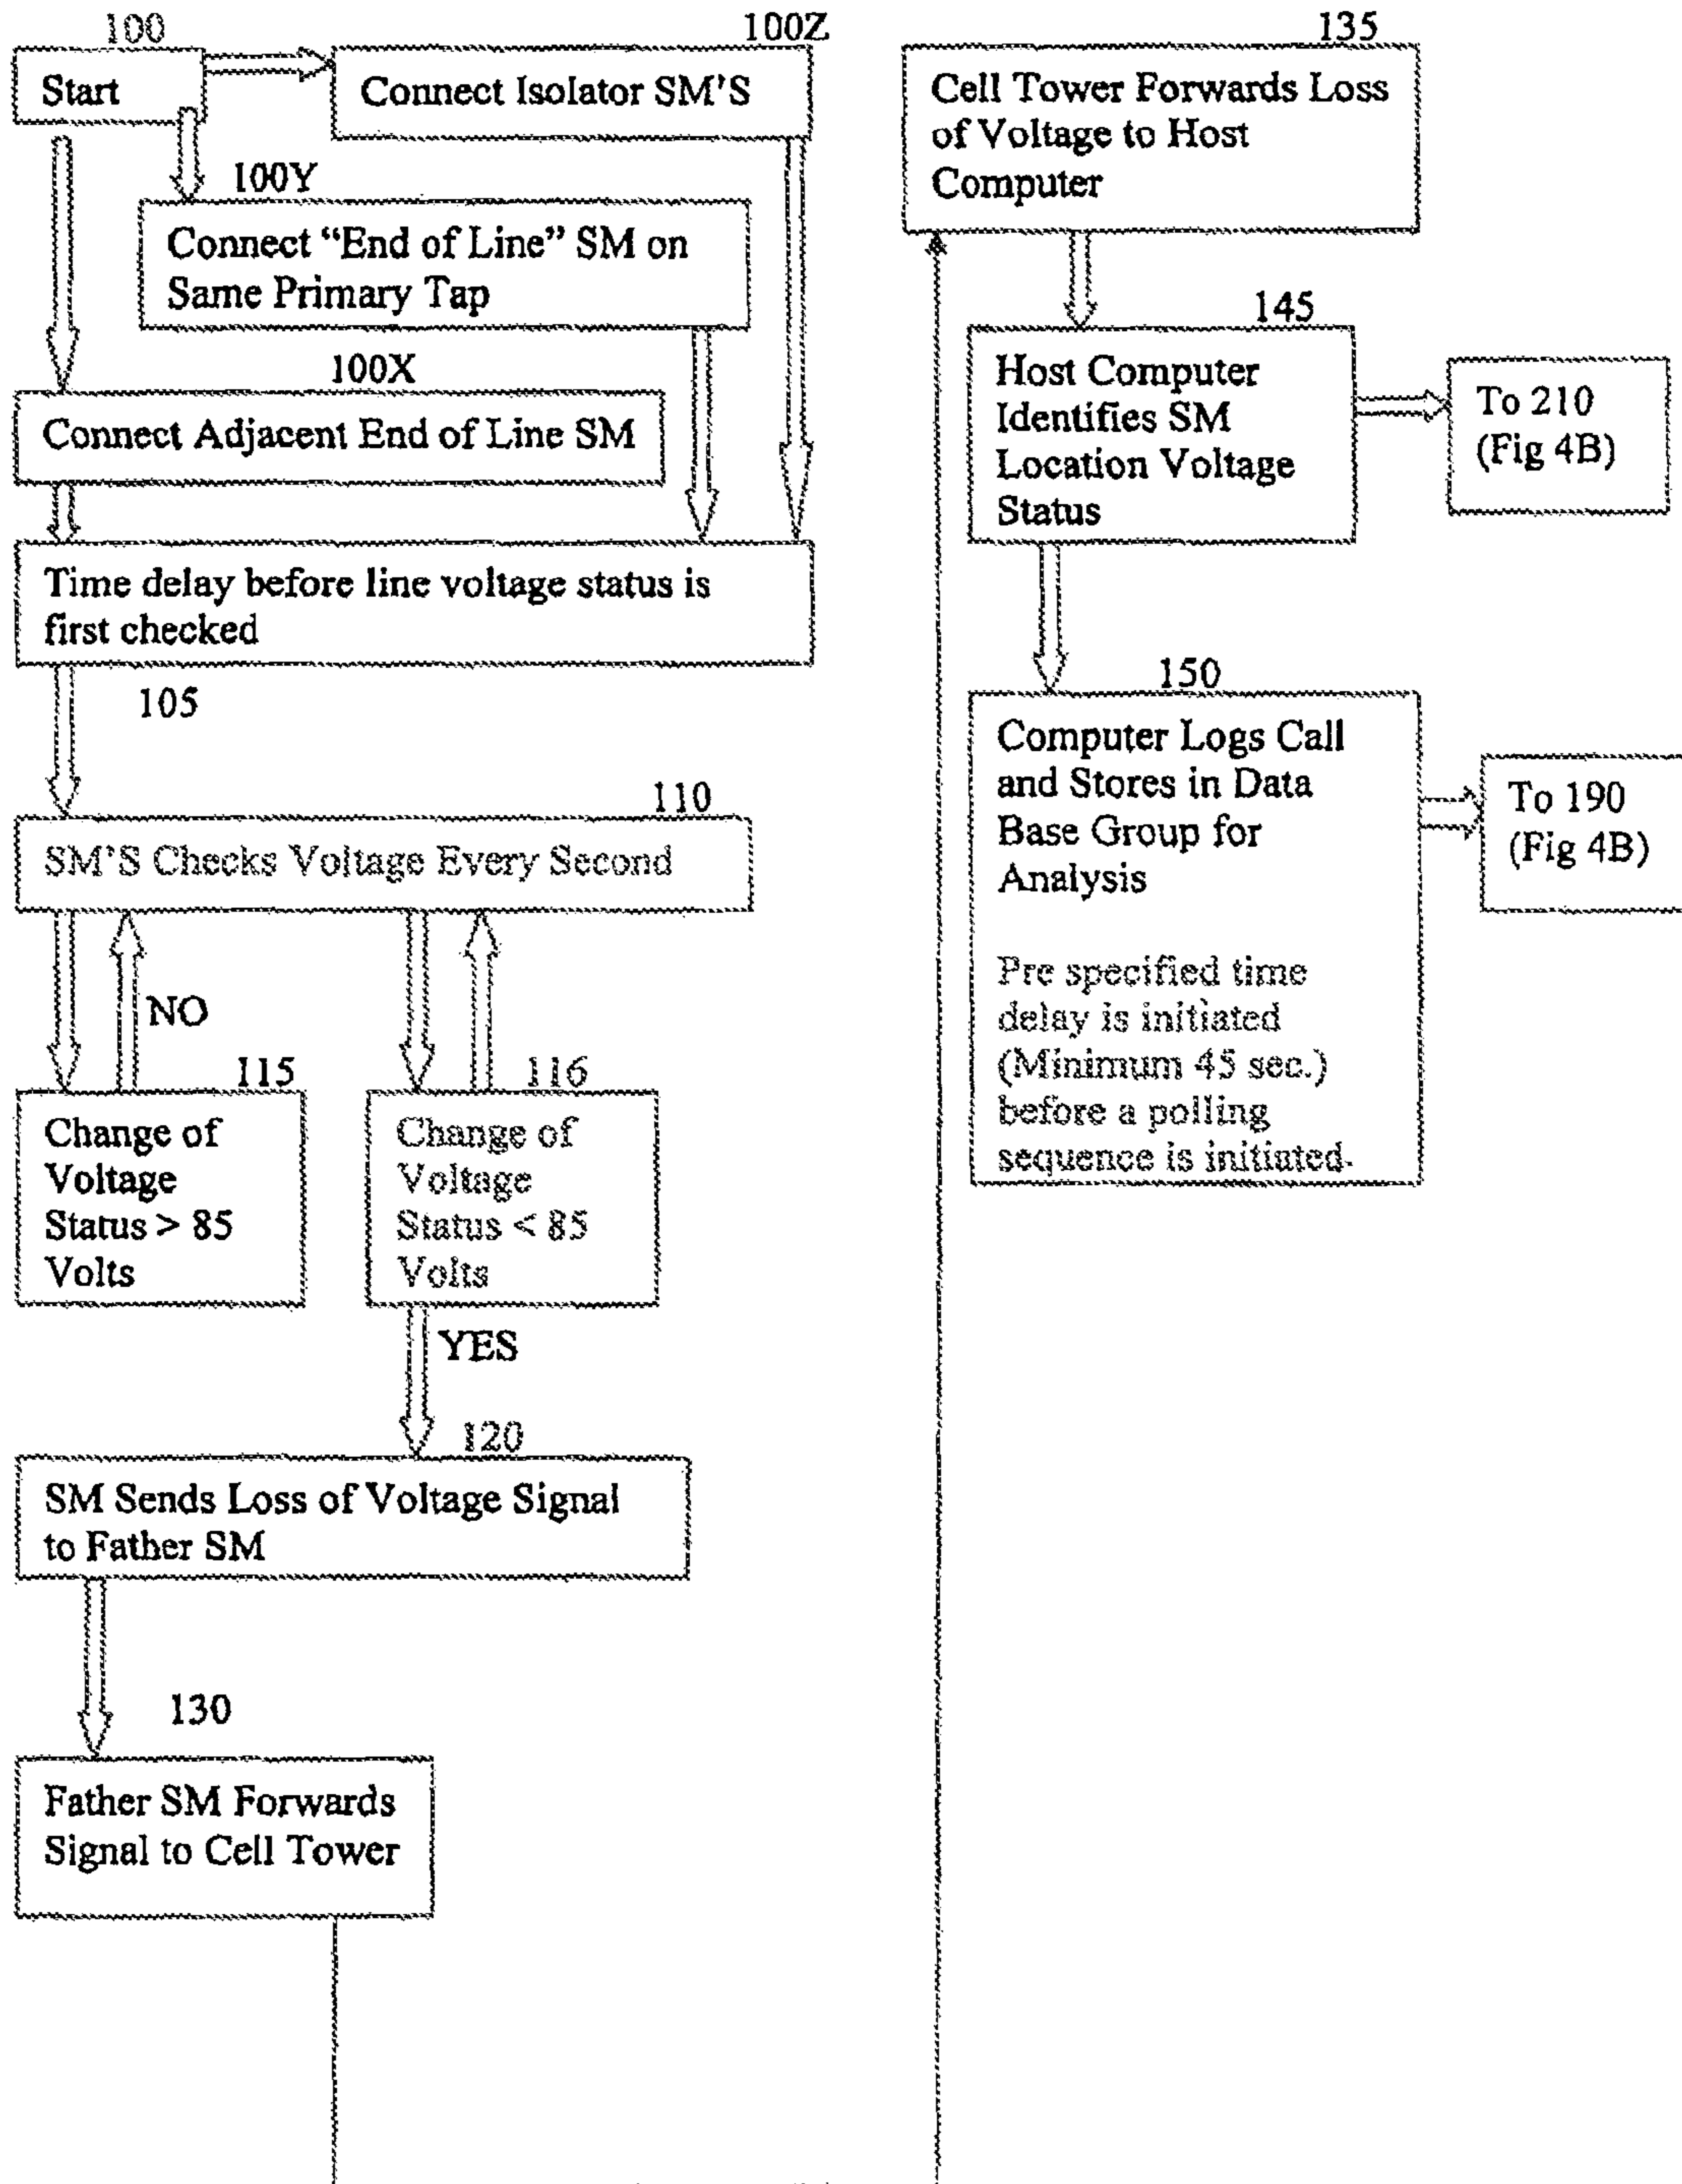 100
Start
100Z
Connect Isolator SM'S
100Y
Connect “End of Line” SM on
Same Primary Tap
100X
Connect Adjacent End of Line SM
Time delay before line voltage status is
first checked
105
110
SM'S Checks Voltage Every Second
NO
115
Change of
Voltage
Status > 85
Volts
116
Change of
Voltage
Status < 85
Volts
YES
120
SM Sends Loss of Voltage Signal
to Father SM
130
Father SM Forwards
Signal to Cell Tower
135
Cell Tower Forwards Loss
of Voltage to Host
Computer
145
Host Computer
Identifies SM
Location Voltage
Status
To 210
(Fig 4B)
150
Computer Logs Call
and Stores in Data
Base Group for
Analysis
Pre specified time
delay is initiated
(Minimum 45 sec.)
before a polling
sequence is initiated.
To 190
(Fig 4B)